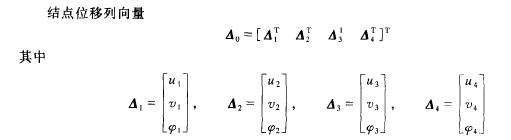 结点位移列向量
Δ₀=[Δ₁ᵀ Δ₂ᵀ Δ₃ᵀ Δ₄ᵀ]ᵀ
其中
Δ₁=[u₁ v₁ φ₁], Δ₂=[u₂ v₂ φ₂], Δ₃=[u₃ v₃ φ₃], Δ₄=[u₄ v₄ φ₄]